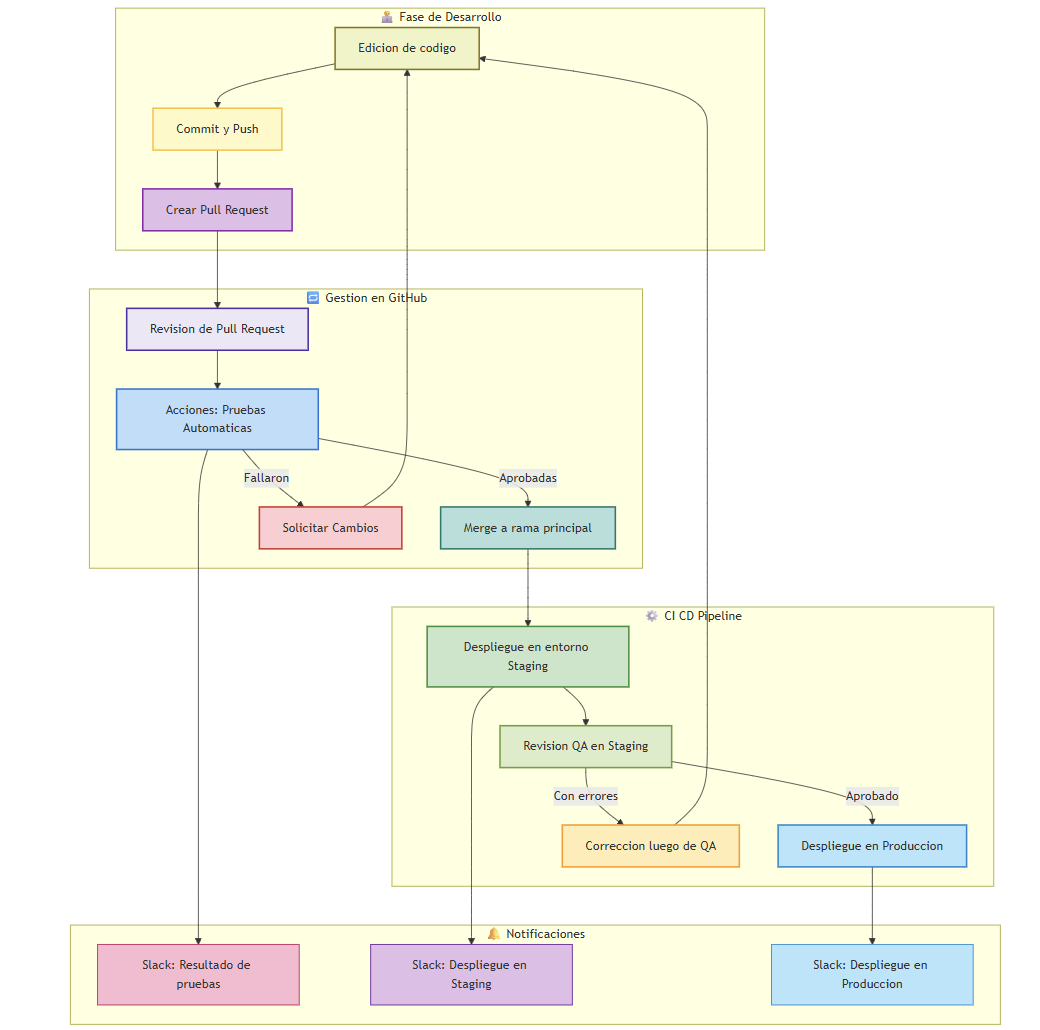 Fase de Desarrollo
Edicion de codigo
Commit y Push
Crear Pull Request
Gestion en GitHub
Revision de Pull Request
Acciones: Pruebas
Automaticas
Fallaron
Aprobadas
Solicitar Cambios
Merge a rama principal
CI CD Pipeline
Despliegue en entorno
Staging
Revision QA en Staging
Con errores
Aprobado
Correccion luego de QA
Despliegue en Produccion
Notificaciones
Slack: Resultado de
pruebas
Slack: Despliegue en
Staging
Slack: Despliegue en
Produccion